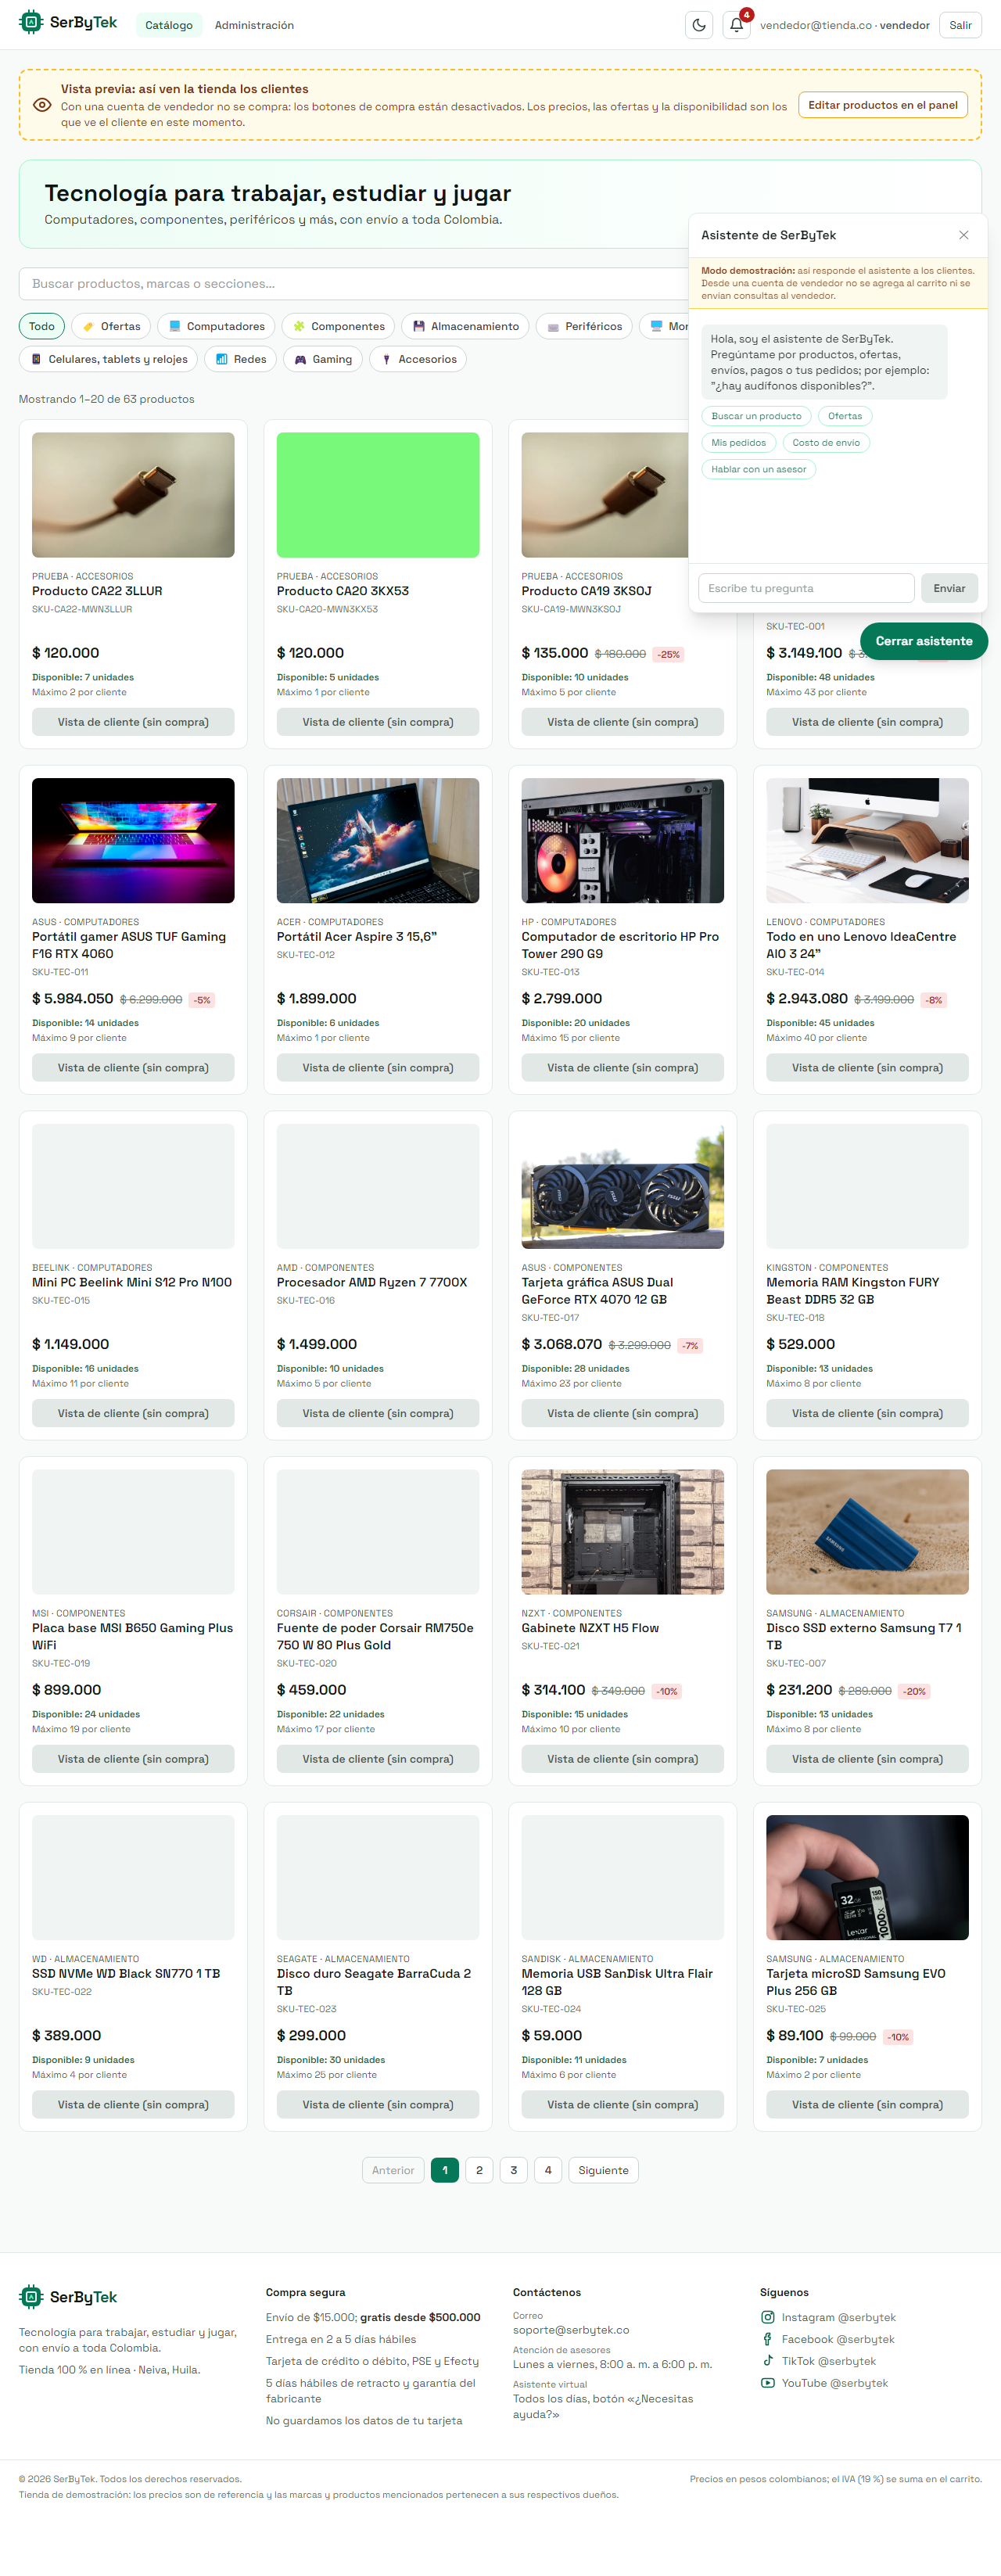 SerByTek
Catálogo
Administración
4
vendedor@tienda.co · vendedor
Salir
Vista previa: así ven la tienda los clientes
Con una cuenta de vendedor no se compra: los botones de compra están desactivados. Los precios, las ofertas y la disponibilidad son los
que ve el cliente en este momento.
Editar productos en el panel
Tecnología para trabajar, estudiar y jugar
Computadores, componentes, periféricos y más, con envío a toda Colombia.
Buscar productos, marcas o secciones...
Todo
Ofertas
Computadores
Componentes
Almacenamiento
Periféricos
Celulares, tablets y relojes
Redes
Gaming
Accesorios
Asistente de SerByTek
Modo demostración: así responde el asistente a los clientes.
Desde una cuenta de vendedor no se agrega al carrito ni se
envían consultas al vendedor.
Hola, soy el asistente de SerByTek.
Pregúntame por productos, ofertas,
envíos, pagos o tus pedidos; por ejemplo:
"¿hay audífonos disponibles?".
Buscar un producto
Ofertas
Mis pedidos
Costo de envío
Hablar con un asesor
Escribe tu pregunta
Enviar
Cerrar asistente
Mostrando 1–20 de 63 productos
PRUEBA · ACCESORIOS
Producto CA22 3LLUR
SKU-CA22-MWN3LLUR
$ 120.000
Disponible: 7 unidades
Máximo 2 por cliente
Vista de cliente (sin compra)
PRUEBA · ACCESORIOS
Producto CA20 3KX53
SKU-CA20-MWN3KX53
$ 120.000
Disponible: 5 unidades
Máximo 1 por cliente
Vista de cliente (sin compra)
PRUEBA · ACCESORIOS
Producto CA19 3KSOJ
SKU-CA19-MWN3KSOJ
$ 135.000 $ 180.000 -25%
Disponible: 10 unidades
Máximo 5 por cliente
Vista de cliente (sin compra)
SKU-TEC-001
$ 3.149.100
Disponible: 48 unidades
Máximo 43 por cliente
Vista de cliente (sin compra)
ASUS · COMPUTADORES
Portátil gamer ASUS TUF Gaming
F16 RTX 4060
SKU-TEC-011
$ 5.984.050 $ 6.299.000 -5%
Disponible: 14 unidades
Máximo 9 por cliente
Vista de cliente (sin compra)
ACER · COMPUTADORES
Portátil Acer Aspire 3 15,6"
SKU-TEC-012
$ 1.899.000
Disponible: 6 unidades
Máximo 1 por cliente
Vista de cliente (sin compra)
HP · COMPUTADORES
Computador de escritorio HP Pro
Tower 290 G9
SKU-TEC-013
$ 2.799.000
Disponible: 20 unidades
Máximo 15 por cliente
Vista de cliente (sin compra)
LENOVO · COMPUTADORES
Todo en uno Lenovo IdeaCentre
AIO 3 24"
SKU-TEC-014
$ 2.943.080 $ 3.199.000 -8%
Disponible: 45 unidades
Máximo 40 por cliente
Vista de cliente (sin compra)
BEELINK · COMPUTADORES
Mini PC Beelink Mini S12 Pro N100
SKU-TEC-015
$ 1.149.000
Disponible: 16 unidades
Máximo 11 por cliente
Vista de cliente (sin compra)
AMD · COMPONENTES
Procesador AMD Ryzen 7 7700X
SKU-TEC-016
$ 1.499.000
Disponible: 10 unidades
Máximo 5 por cliente
Vista de cliente (sin compra)
ASUS · COMPONENTES
Tarjeta gráfica ASUS Dual
GeForce RTX 4070 12 GB
SKU-TEC-017
$ 3.068.070 $ 3.299.000 -7%
Disponible: 28 unidades
Máximo 23 por cliente
Vista de cliente (sin compra)
KINGSTON · COMPONENTES
Memoria RAM Kingston FURY
Beast DDR5 32 GB
SKU-TEC-018
$ 529.000
Disponible: 13 unidades
Máximo 8 por cliente
Vista de cliente (sin compra)
MSI · COMPONENTES
Placa base MSI B650 Gaming Plus
WiFi
SKU-TEC-019
$ 899.000
Disponible: 24 unidades
Máximo 19 por cliente
Vista de cliente (sin compra)
CORSAIR · COMPONENTES
Fuente de poder Corsair RM750e
750 W 80 Plus Gold
SKU-TEC-020
$ 459.000
Disponible: 22 unidades
Máximo 17 por cliente
Vista de cliente (sin compra)
NZXT · COMPONENTES
Gabinete NZXT H5 Flow
SKU-TEC-021
$ 314.100 $ 349.000 -10%
Disponible: 15 unidades
Máximo 10 por cliente
Vista de cliente (sin compra)
SAMSUNG
SAMSUNG · ALMACENAMIENTO
Disco SSD externo Samsung T7 1
TB
SKU-TEC-007
$ 231.200 $ 289.000 -20%
Disponible: 13 unidades
Máximo 8 por cliente
Vista de cliente (sin compra)
WD · ALMACENAMIENTO
SSD NVMe WD Black SN770 1 TB
SKU-TEC-022
$ 389.000
Disponible: 9 unidades
Máximo 4 por cliente
Vista de cliente (sin compra)
SEAGATE · ALMACENAMIENTO
Disco duro Seagate BarraCuda 2
TB
SKU-TEC-023
$ 299.000
Disponible: 30 unidades
Máximo 25 por cliente
Vista de cliente (sin compra)
SANDISK · ALMACENAMIENTO
Memoria USB SanDisk Ultra Flair
128 GB
SKU-TEC-024
$ 59.000
Disponible: 11 unidades
Máximo 6 por cliente
Vista de cliente (sin compra)
32
Lexar
1000x
SAMSUNG · ALMACENAMIENTO
Tarjeta microSD Samsung EVO
Plus 256 GB
SKU-TEC-025
$ 89.100 $ 99.000 -10%
Disponible: 7 unidades
Máximo 2 por cliente
Vista de cliente (sin compra)
Anterior 1 2 3 4 Siguiente
SerByTek
Tecnología para trabajar, estudiar y jugar,
con envío a toda Colombia.
Tienda 100 % en línea · Neiva, Huila.
Compra segura
Envío de $15.000; gratis desde $500.000
Entrega en 2 a 5 días hábiles
Tarjeta de crédito o débito, PSE y Efecty
5 días hábiles de retracto y garantía del
fabricante
No guardamos los datos de tu tarjeta
Contáctenos
Correo
soporte@serbytek.co
Atención de asesores
Lunes a viernes, 8:00 a. m. a 6:00 p. m.
Asistente virtual
Todos los días, botón «¿Necesitas
ayuda?»
Síguenos
Instagram @serbytek
Facebook @serbytek
TikTok @serbytek
YouTube @serbytek
© 2026 SerByTek. Todos los derechos reservados.
Precios en pesos colombianos; el IVA (19 %) se suma en el carrito.
Tienda de demostración: los precios son de referencia y las marcas y productos mencionados pertenecen a sus respectivos dueños.